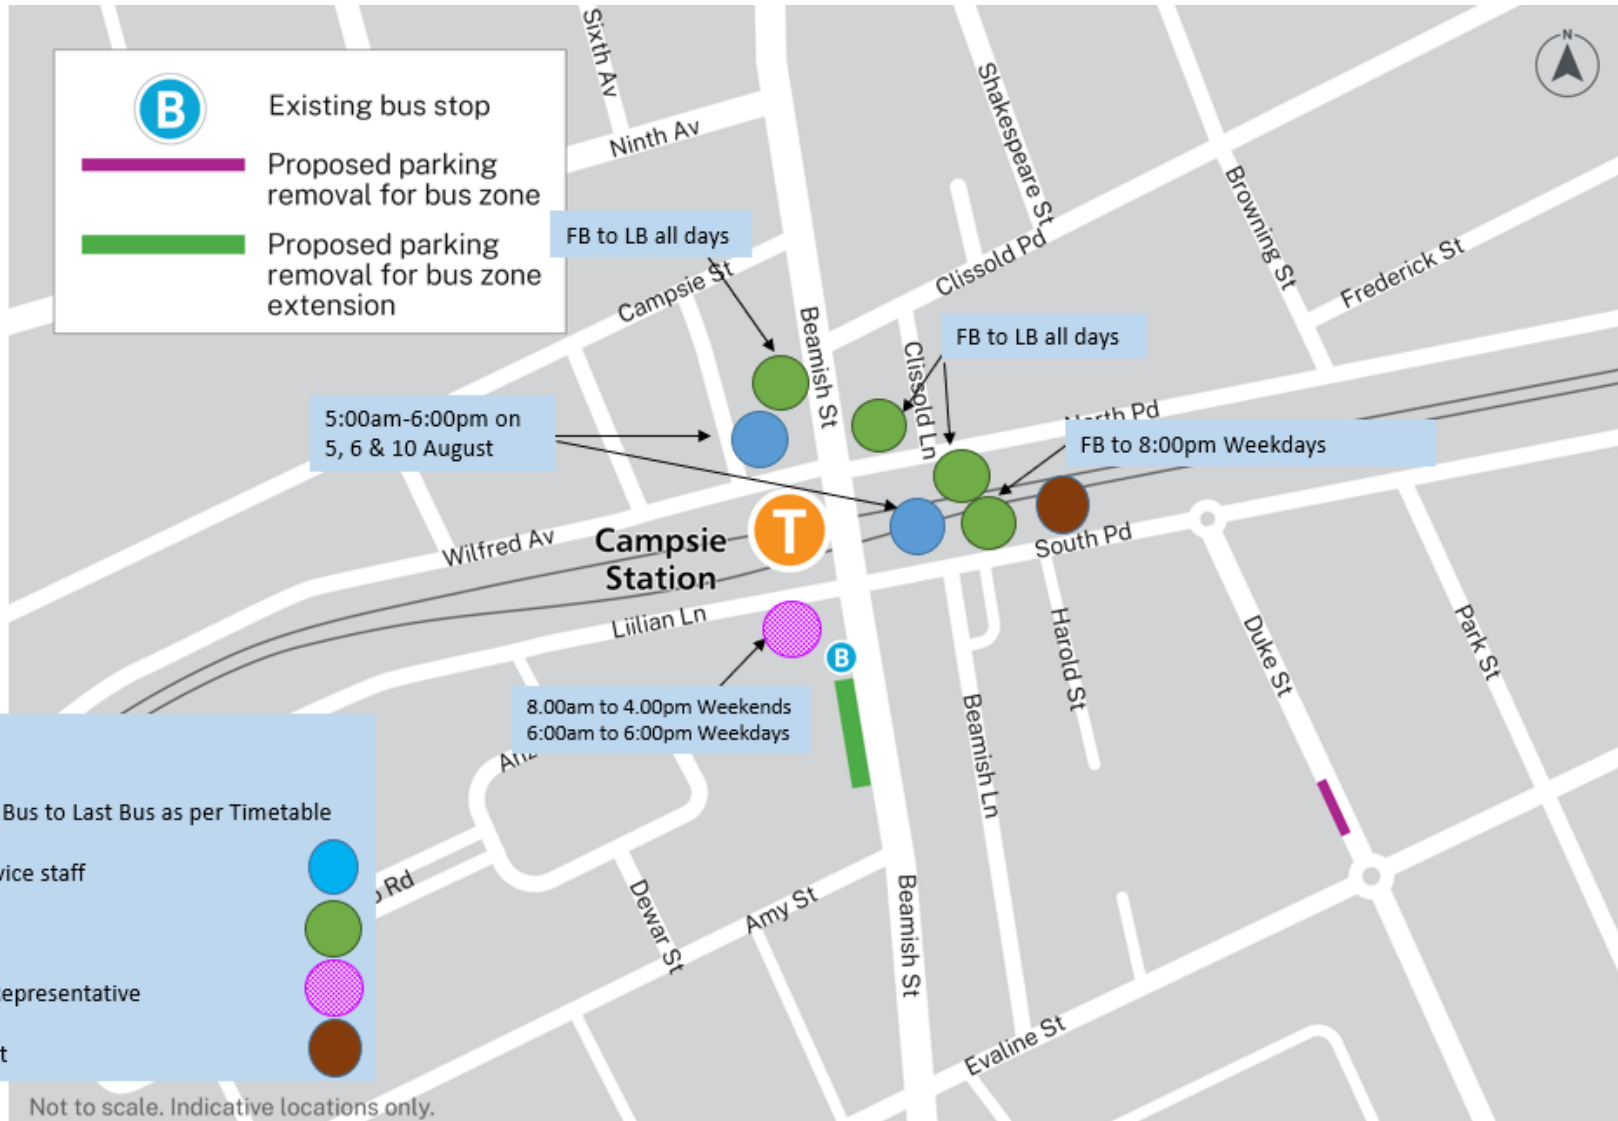 N
Existing bus stop
B
Proposed parking
removal for bus zone
Proposed parking
removal for bus zone
extension
Sixth Av
Ninth Av
Shakespeare St
Browning St
Frederick St
Clissold Pd
FB to LB all days
Campsie St
Beamish St
Clissold Ln
FB to LB all days
North Pd
5:00am-6:00pm on
5, 6 & 10 August
FB to 8:00pm Weekdays
T
Campsie
Station
Wilfred Av
South Pd
Liilian Ln
B
Harold St
Duke St
Park St
8.00am to 4.00pm Weekends
6:00am to 6:00pm Weekdays
Beamish Ln
Bus to Last Bus as per Timetable
vice staff
Representative
t
Rd
Dewar St
Amy St
Beamish St
Evaline St
Not to scale. Indicative locations only.